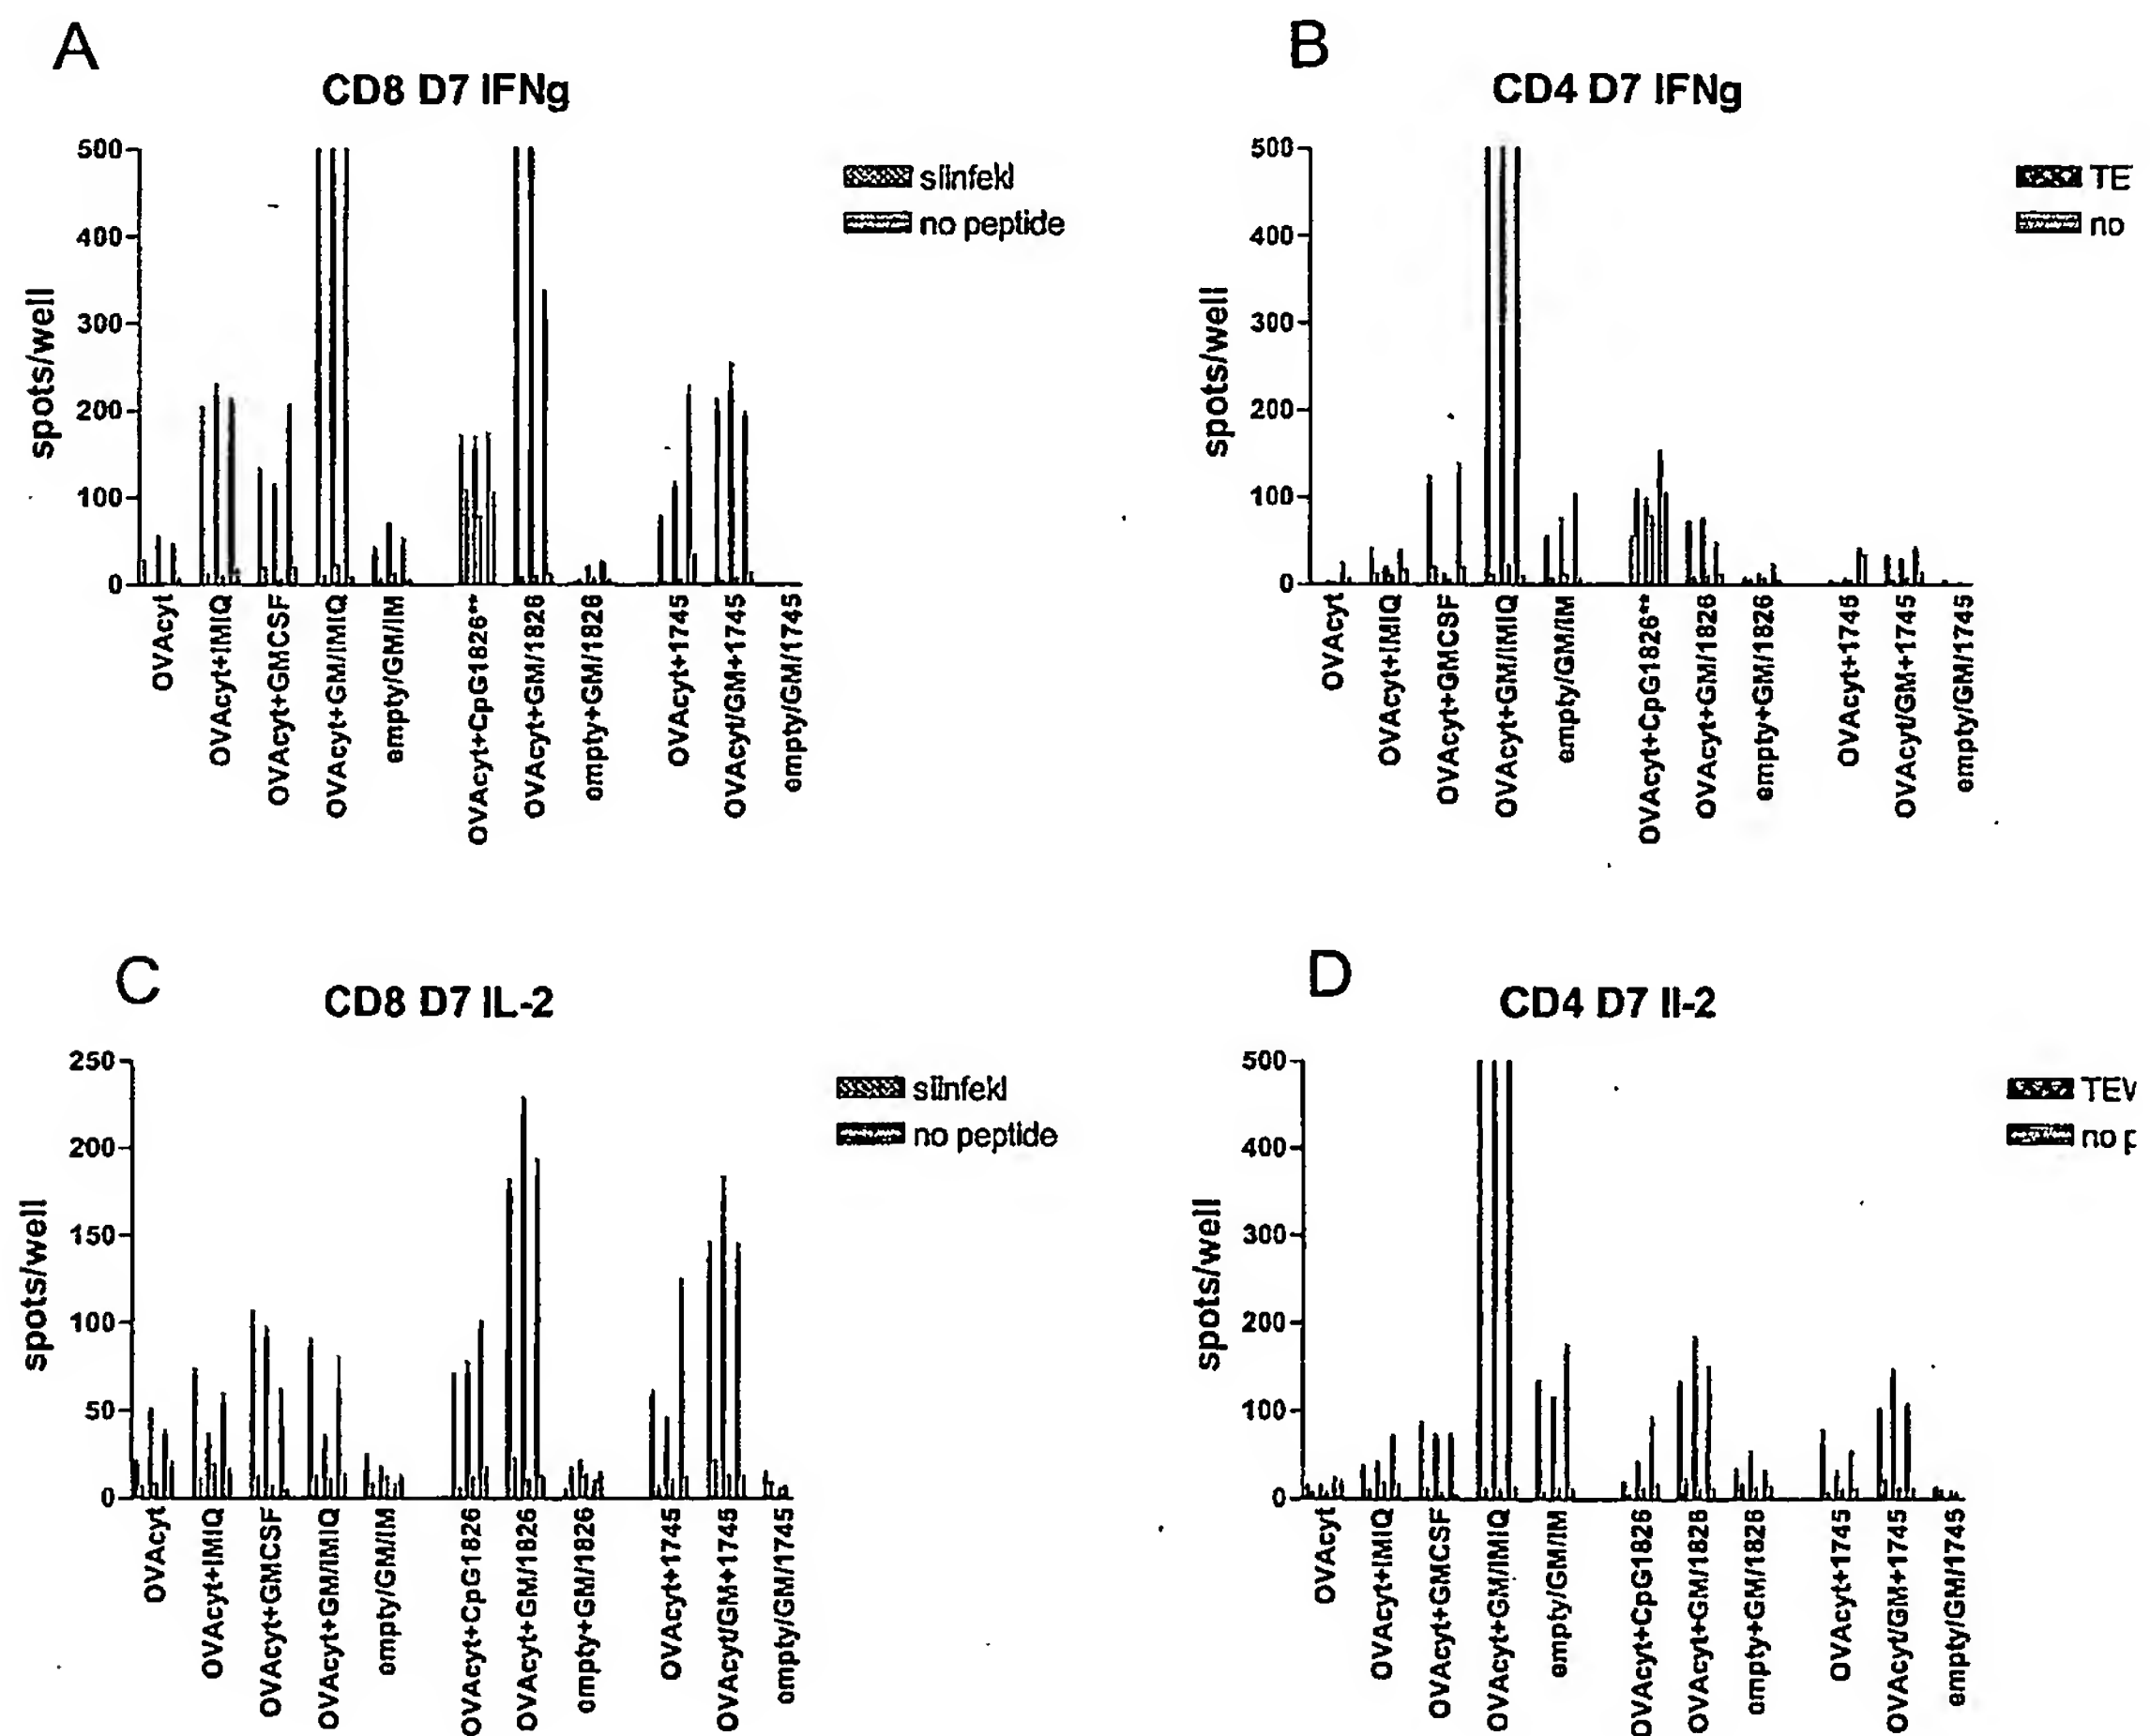 A
CD8 D7 IFNg
500
400
300
200
100
0
spots/well
siinfekl
no peptide
OVAcyt
OVAcyt+IMIQ
OVAcyt+GMCSF
OVAcyt+GM/IMIQ
empty/GM/IM
OVAcyt+CpG1826**
OVAcyt+GM/1826
empty+GM/1826
OVAcyt+1745
OVAcyt/GM+1745
empty/GM/1745
B
CD4 D7 IFNg
500
400
300
200
100
0
spots/well
TE
no
OVAcyt
OVAcyt+IMIQ
OVAcyt+GMCSF
OVAcyt+GM/IMIQ
empty/GM/IM
OVAcyt+CpG1826**
OVAcyt+GM/1826
empty+GM/1826
OVAcyt+1745
OVAcyt/GM+1745
empty/GM/1745
C
CD8 D7 IL-2
250
200
150
100
50
0
spots/well
siinfekl
no peptide
OVAcyt
OVAcyt+IMIQ
OVAcyt+GMCSF
OVAcyt+GM/IMIQ
empty/GM/IM
OVAcyt+CpG1826
OVAcyt+GM/1826
empty+GM/1826
OVAcyt+1745
OVAcyt/GM+1745
empty/GM/1745
D
CD4 D7 Il-2
500
400
300
200
100
0
spots/well
TEV
no p
OVAcyt
OVAcyt+IMIQ
OVAcyt+GMCSF
OVAcyt+GM/IMIQ
empty/GM/IM
OVAcyt+CpG1826
OVAcyt+GM/1826
empty+GM/1826
OVAcyt+1745
OVAcyt/GM+1745
empty/GM/1745